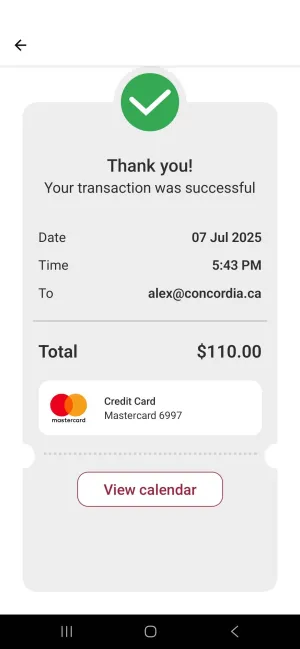 Thank you!
Your transaction was successful
Date 07 Jul 2025
Time 5:43 PM
To alex@concordia.ca
Total $110.00
Credit Card
mastercard Mastercard 6997
View calendar